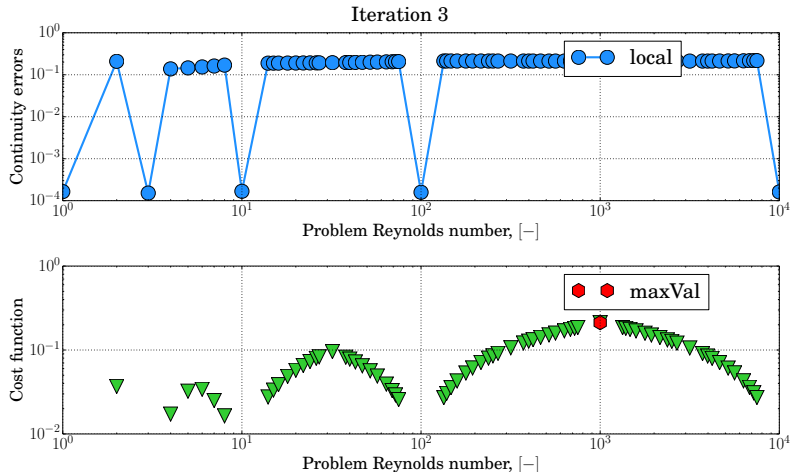 Iteration 3
Continuity errors
10^0
10^-1
10^-2
10^-3
10^-4
local
10^0 10^1 10^2 10^3 10^4
Problem Reynolds number, [−]
Cost function
10^0
10^-1
10^-2
maxVal
10^0 10^1 10^2 10^3 10^4
Problem Reynolds number, [−]